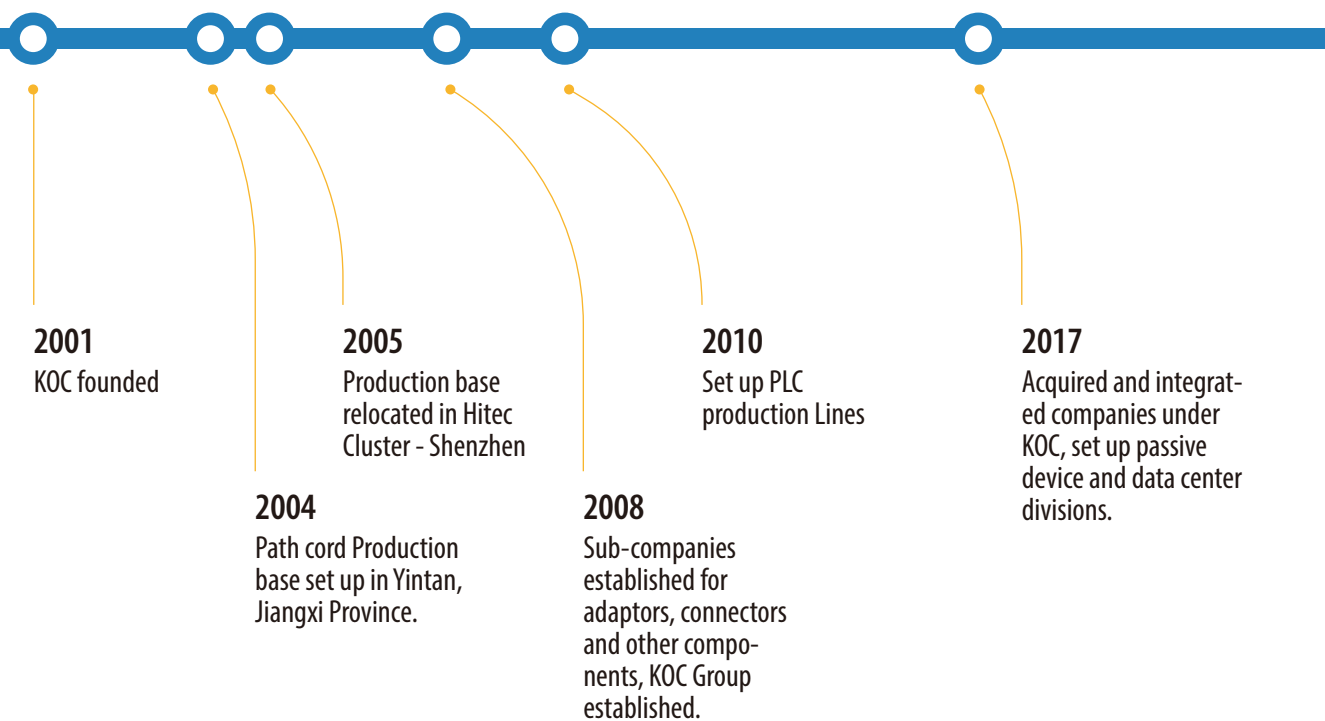 2001
KOC founded
2004
Path cord Production
base set up in Yintan,
Jiangxi Province.
2005
Production base
relocated in Hitec
Cluster - Shenzhen
2008
Sub-companies
established for
adaptors, connectors
and other compo-
nents, KOC Group
established.
2010
Set up PLC
production Lines
2017
Acquired and integrat-
ed companies under
KOC, set up passive
device and data center
divisions.